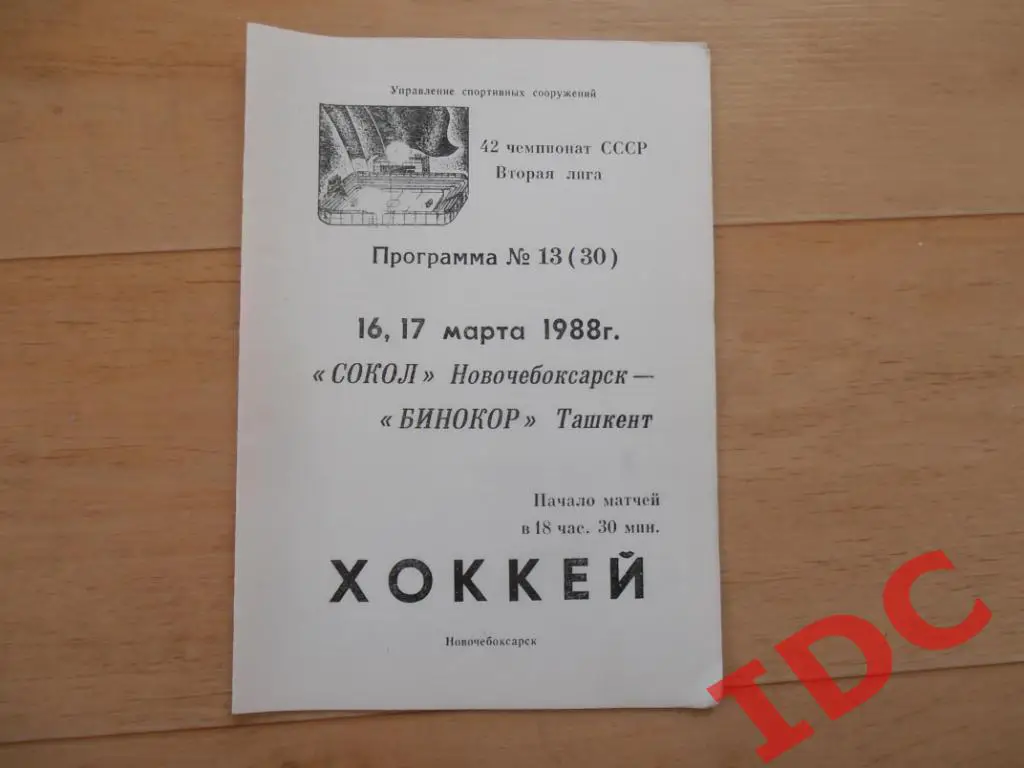 Управление спортивных сооружений
42 чемпионат СССР
Вторая лига
Программа № 13 (30)
16, 17 марта 1988г.
«СОКОЛ» Новочебоксарск —
«БИНОКОР» Ташкент
Начало матчей
в 18 час. 30 мин.
ХОККЕЙ
Новочебоксарск
IDC